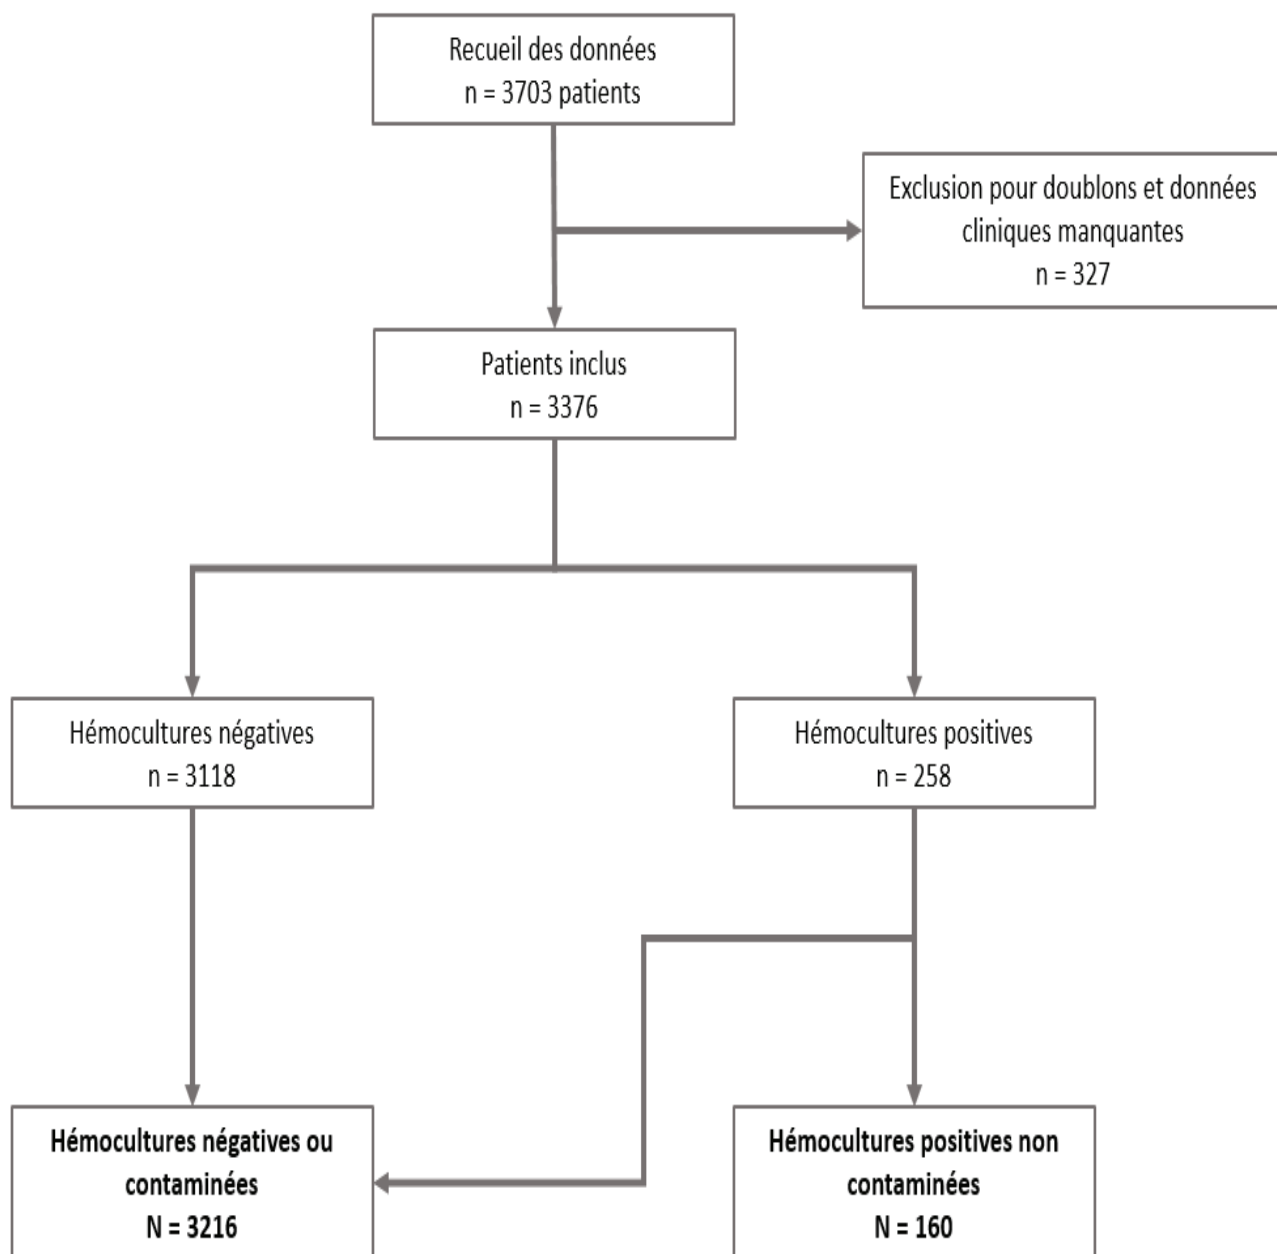 Recueil des données
n = 3703 patients
Exclusion pour doublons et données
cliniques manquantes
n = 327
Patients inclus
n = 3376
Hémocultures négatives
n = 3118
Hémocultures positives
n = 258
Hémocultures négatives ou
contaminées
N = 3216
Hémocultures positives non
contaminées
N = 160